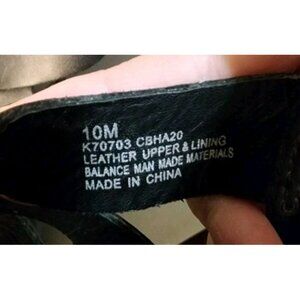 10M
K70703 CBHA20
LEATHER UPPER & LINING
BALANCE MAN MADE MATERIALS
MADE IN CHINA